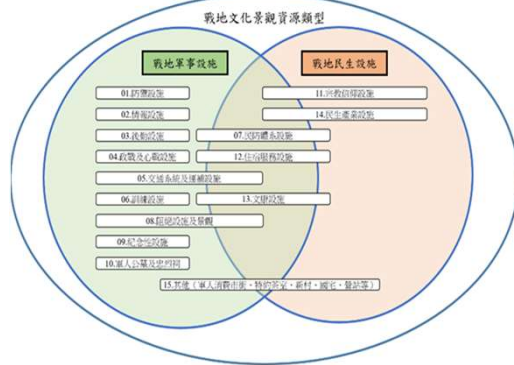 戰地文化景觀資源類型
戰地軍事設施
戰地民生設施
01.防禦設施
11.宗教信仰設施
02.情報設施
14.民生產業設施
03.後勤設施
07.民防體系設施
04.政戰及心戰設施
12.住宿服務設施
05.交通系統及運補設施
06.訓練設施
13.文康設施
08.阻絕設施及景觀
09.紀念性設施
10.軍人公墓及忠烈祠
15.其他（軍人消費市街、特約茶室、新村、國宅、營站等）